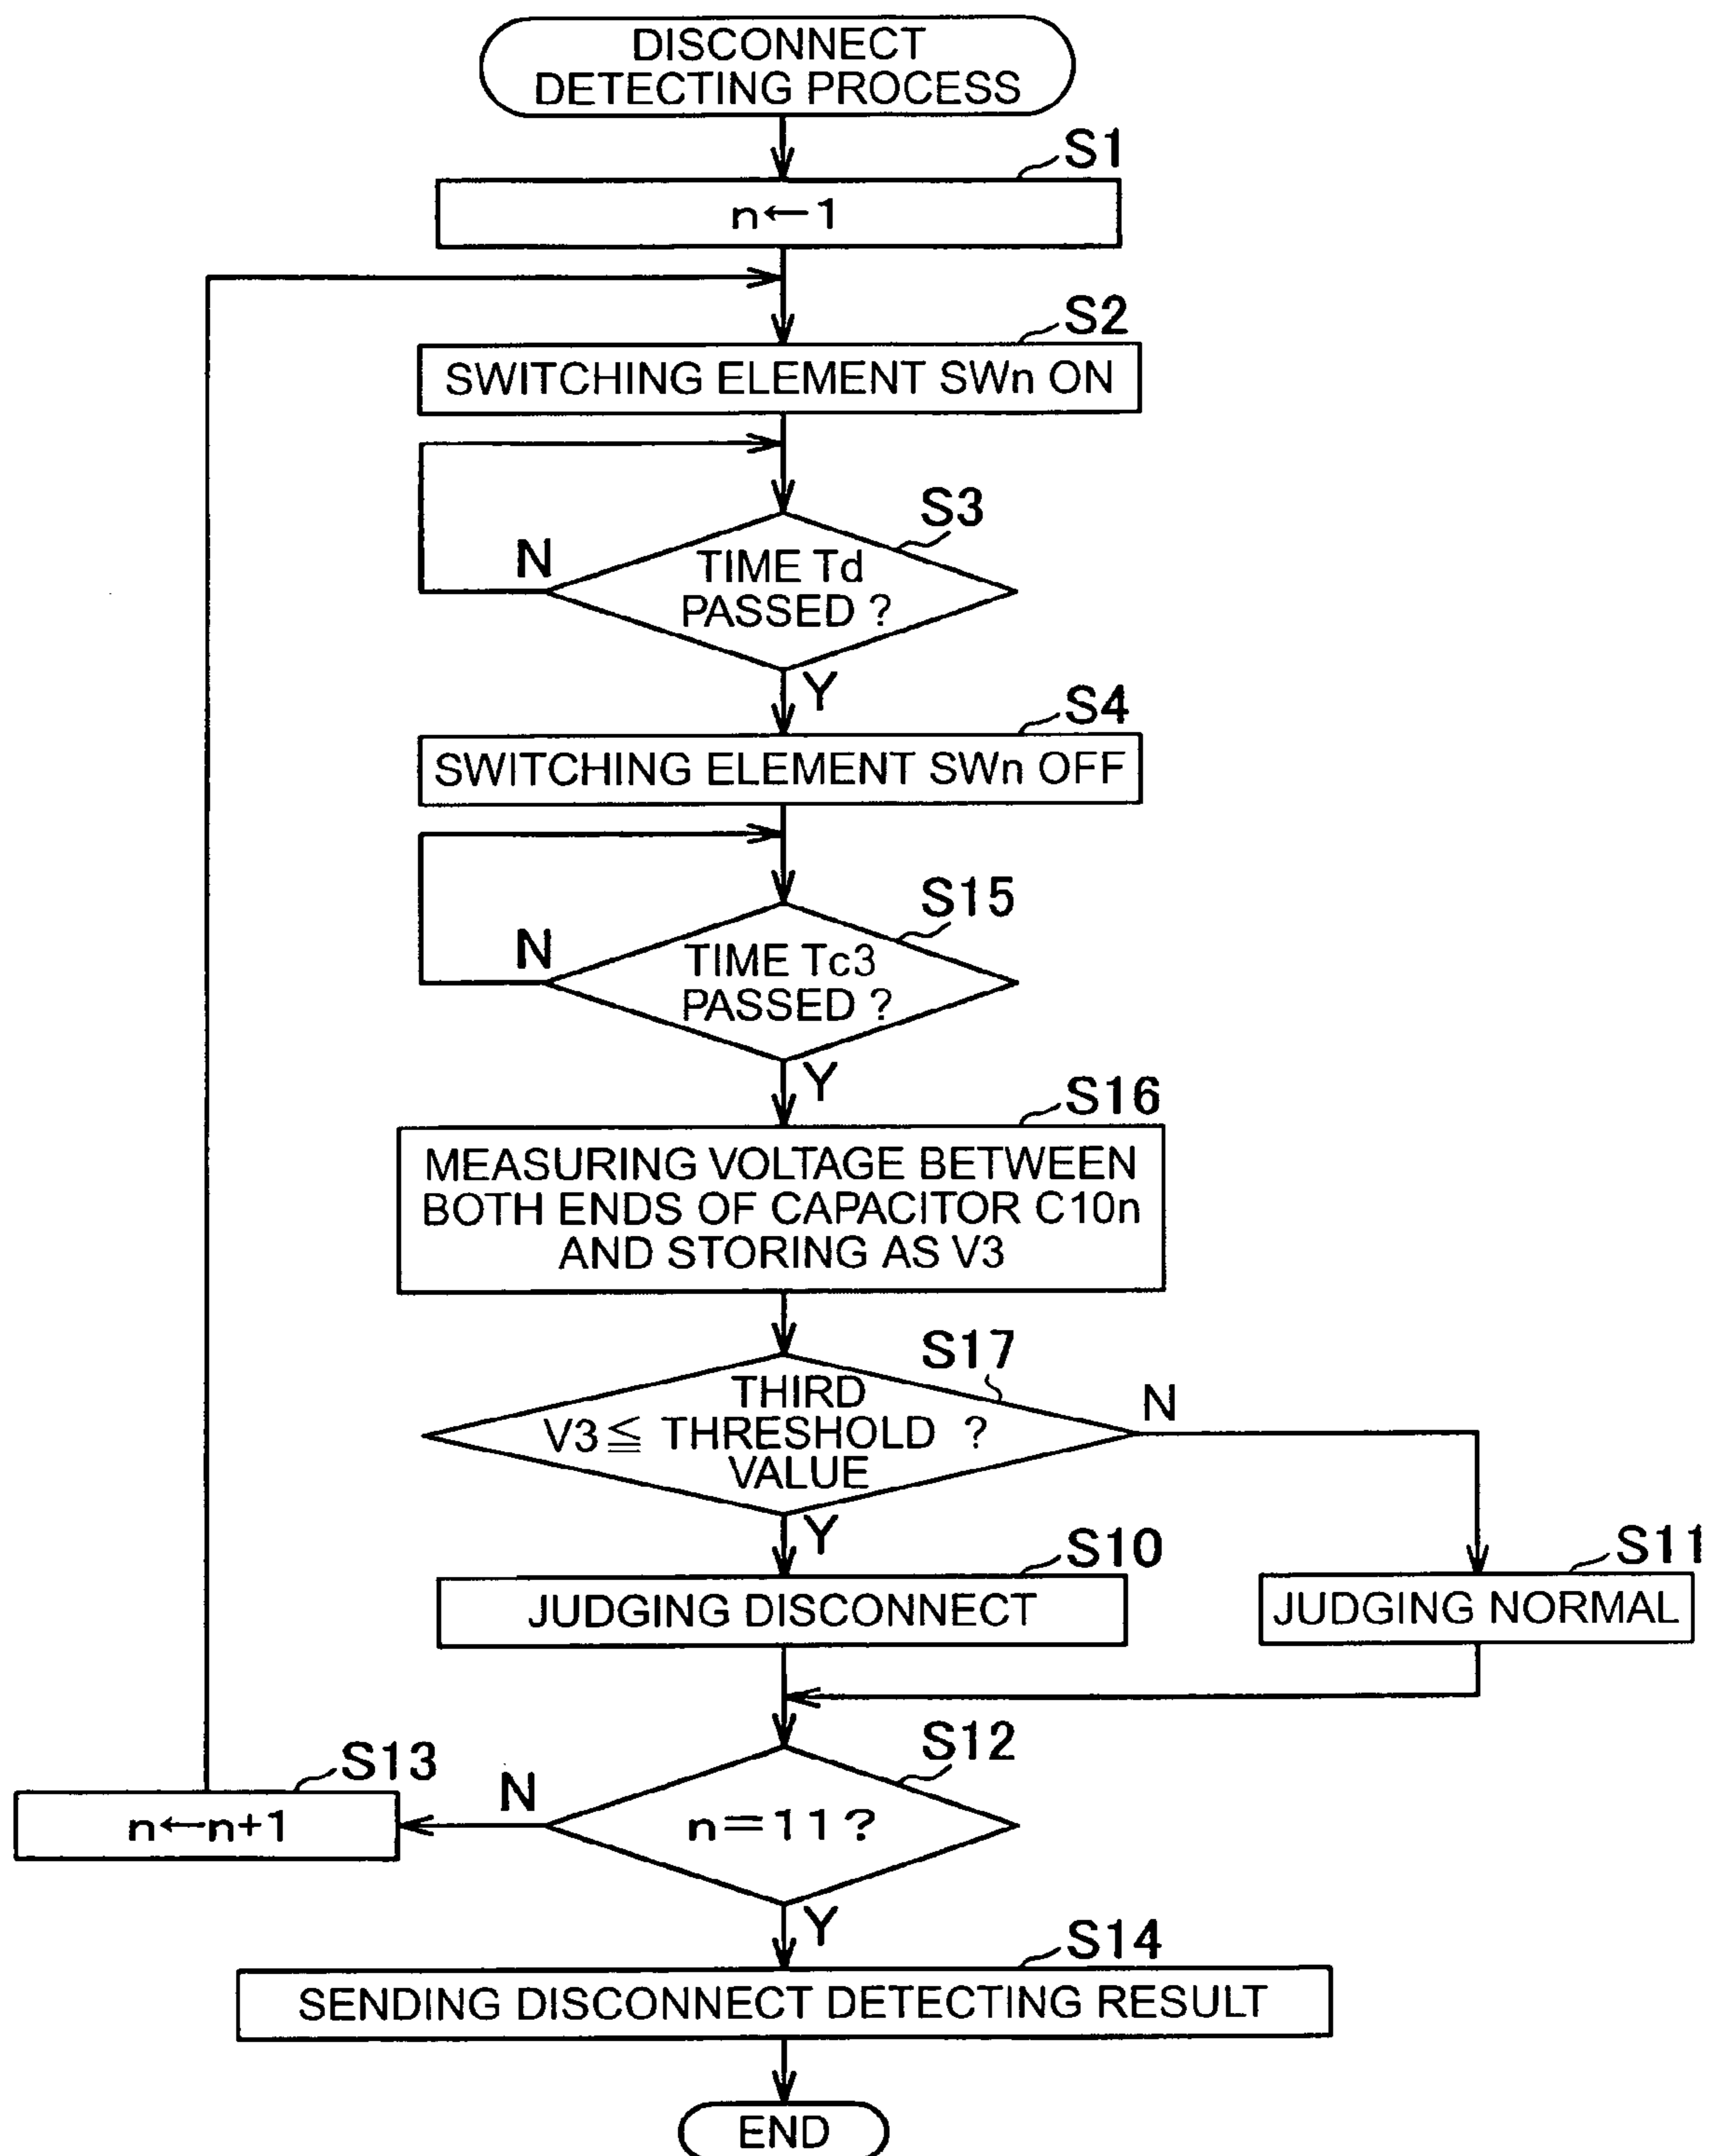 DISCONNECT
DETECTING PROCESS
S1
n←1
S2
SWITCHING ELEMENT SWn ON
S3
N
TIME Td
PASSED ?
Y
S4
SWITCHING ELEMENT SWn OFF
S15
N
TIME Tc3
PASSED ?
Y
S16
MEASURING VOLTAGE BETWEEN
BOTH ENDS OF CAPACITOR C10n
AND STORING AS V3
S17
N
THIRD
V3≦ THRESHOLD ?
VALUE
Y
S10
JUDGING DISCONNECT
S11
JUDGING NORMAL
S12
N
n=11?
S13
n←n+1
Y
S14
SENDING DISCONNECT DETECTING RESULT
END